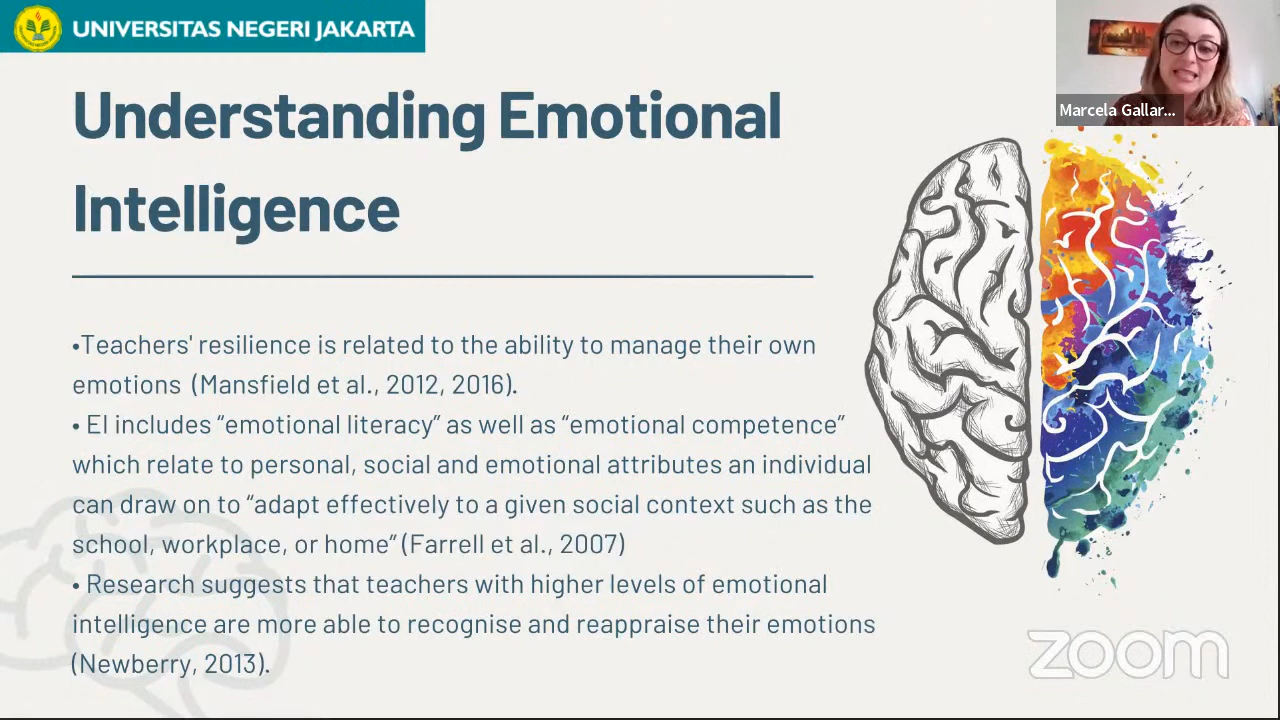 UNIVERSITAS NEGERI JAKARTA
Marcela Gallar...
Understanding Emotional
Intelligence
•Teachers' resilience is related to the ability to manage their own
emotions (Mansfield et al., 2012, 2016).
• EI includes “emotional literacy” as well as “emotional competence”
which relate to personal, social and emotional attributes an individual
can draw on to “adapt effectively to a given social context such as the
school, workplace, or home” (Farrell et al., 2007)
• Research suggests that teachers with higher levels of emotional
intelligence are more able to recognise and reappraise their emotions
(Newberry, 2013).
zoom